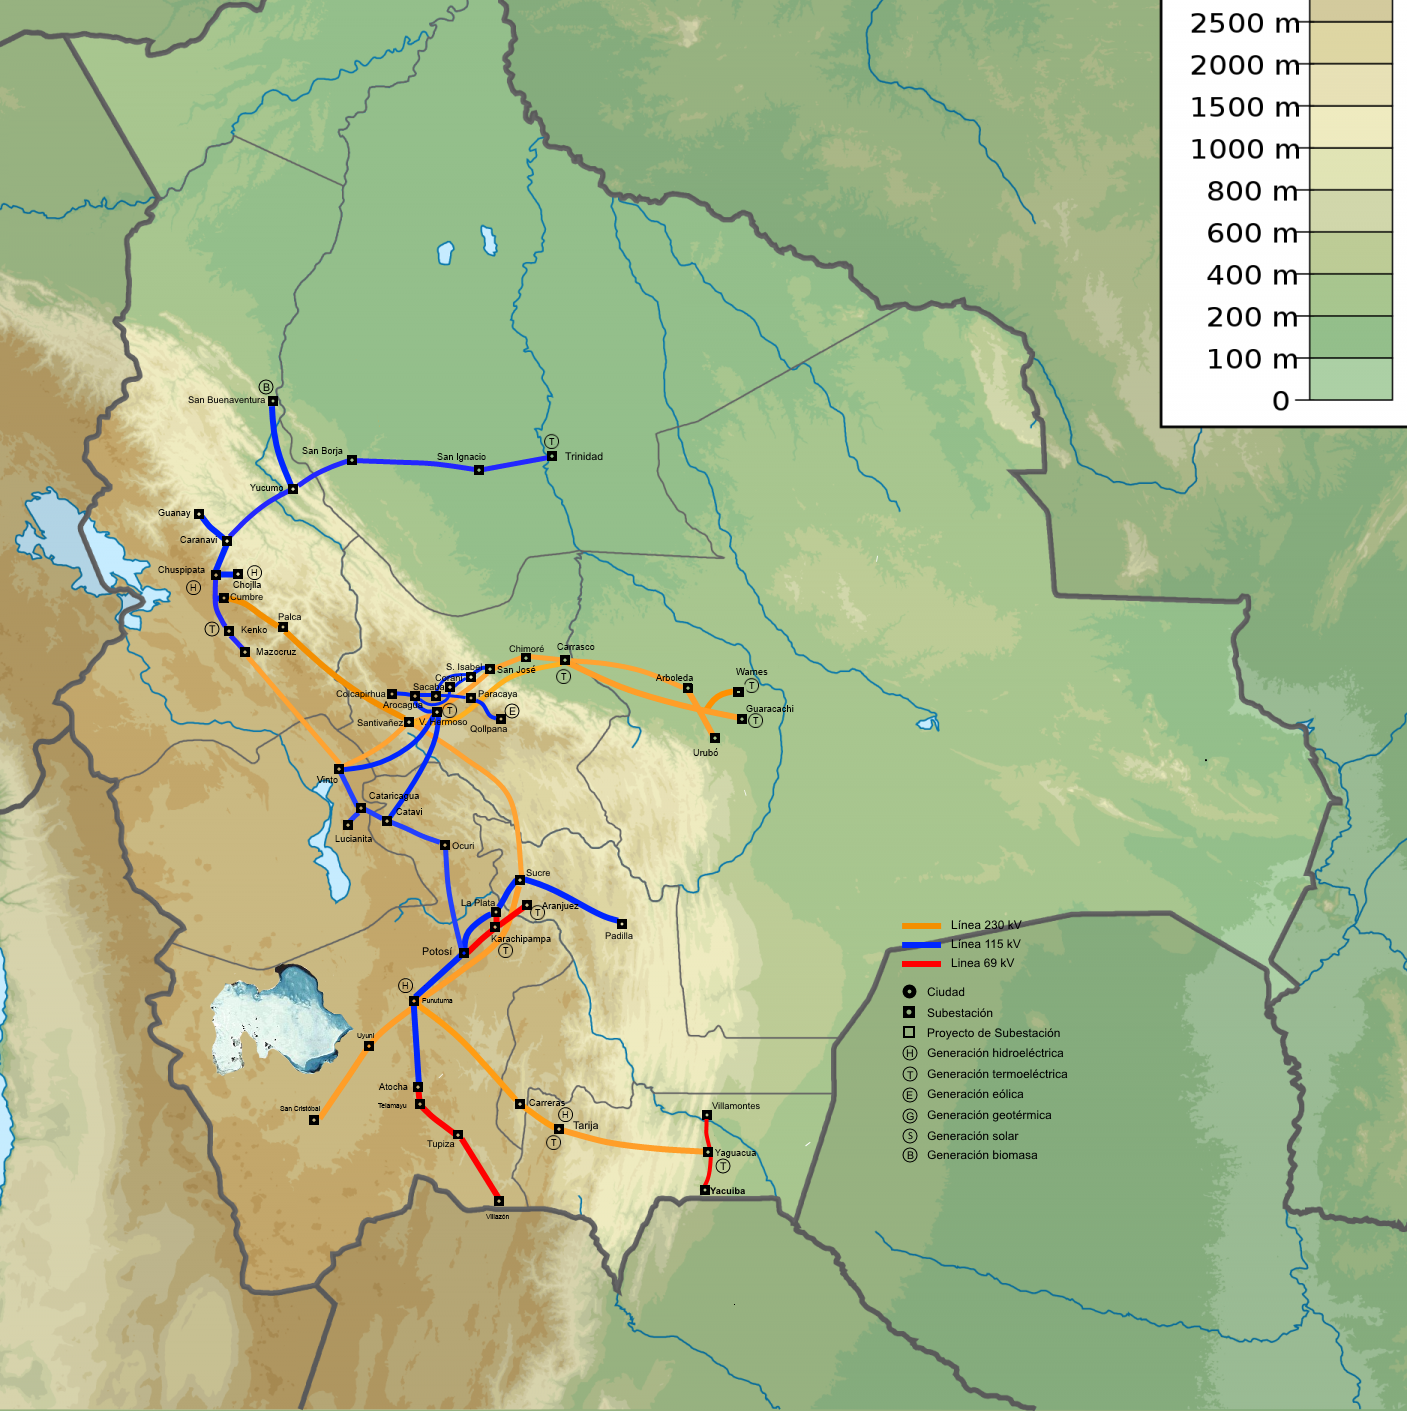 2500 m
2000 m
1500 m
1000 m
800 m
600 m
400 m
200 m
100 m
0
B
San Buenaventura
San Borja
San Ignacio
T
Trinidad
Yucumo
Guanay
Caranavi
Chuspipata
H
Chojlla
H
Cumbre
Palca
T
Kenko
Mazocruz
Chimoré
Carrasco
T
S. Isabel
San José
Corani
Sacaba
Colcapirhua
Paracaya
Arocagua
T
E
Santivañez
V. Hermoso
Qollpana
Arboleda
Warnes
T
Guaracachi
T
Urubó
Vinto
Cataricagua
Catavi
Lucianita
Ocuri
Sucre
La Plata
Aranjuez
T
Padilla
Karachipampa
T
Potosí
H
Punutuma
Uyuni
San Cristóbal
Atocha
Telamayu
Tupiza
Villazón
Carreras
H
Tarija
T
Villamontes
Yaguacua
T
Yacuiba
Línea 230 kV
Línea 115 kV
Linea 69 kV
Ciudad
Subestación
Proyecto de Subestación
H Generación hidroeléctrica
T Generación termoeléctrica
E Generación eólica
G Generación geotérmica
S Generación solar
B Generación biomasa